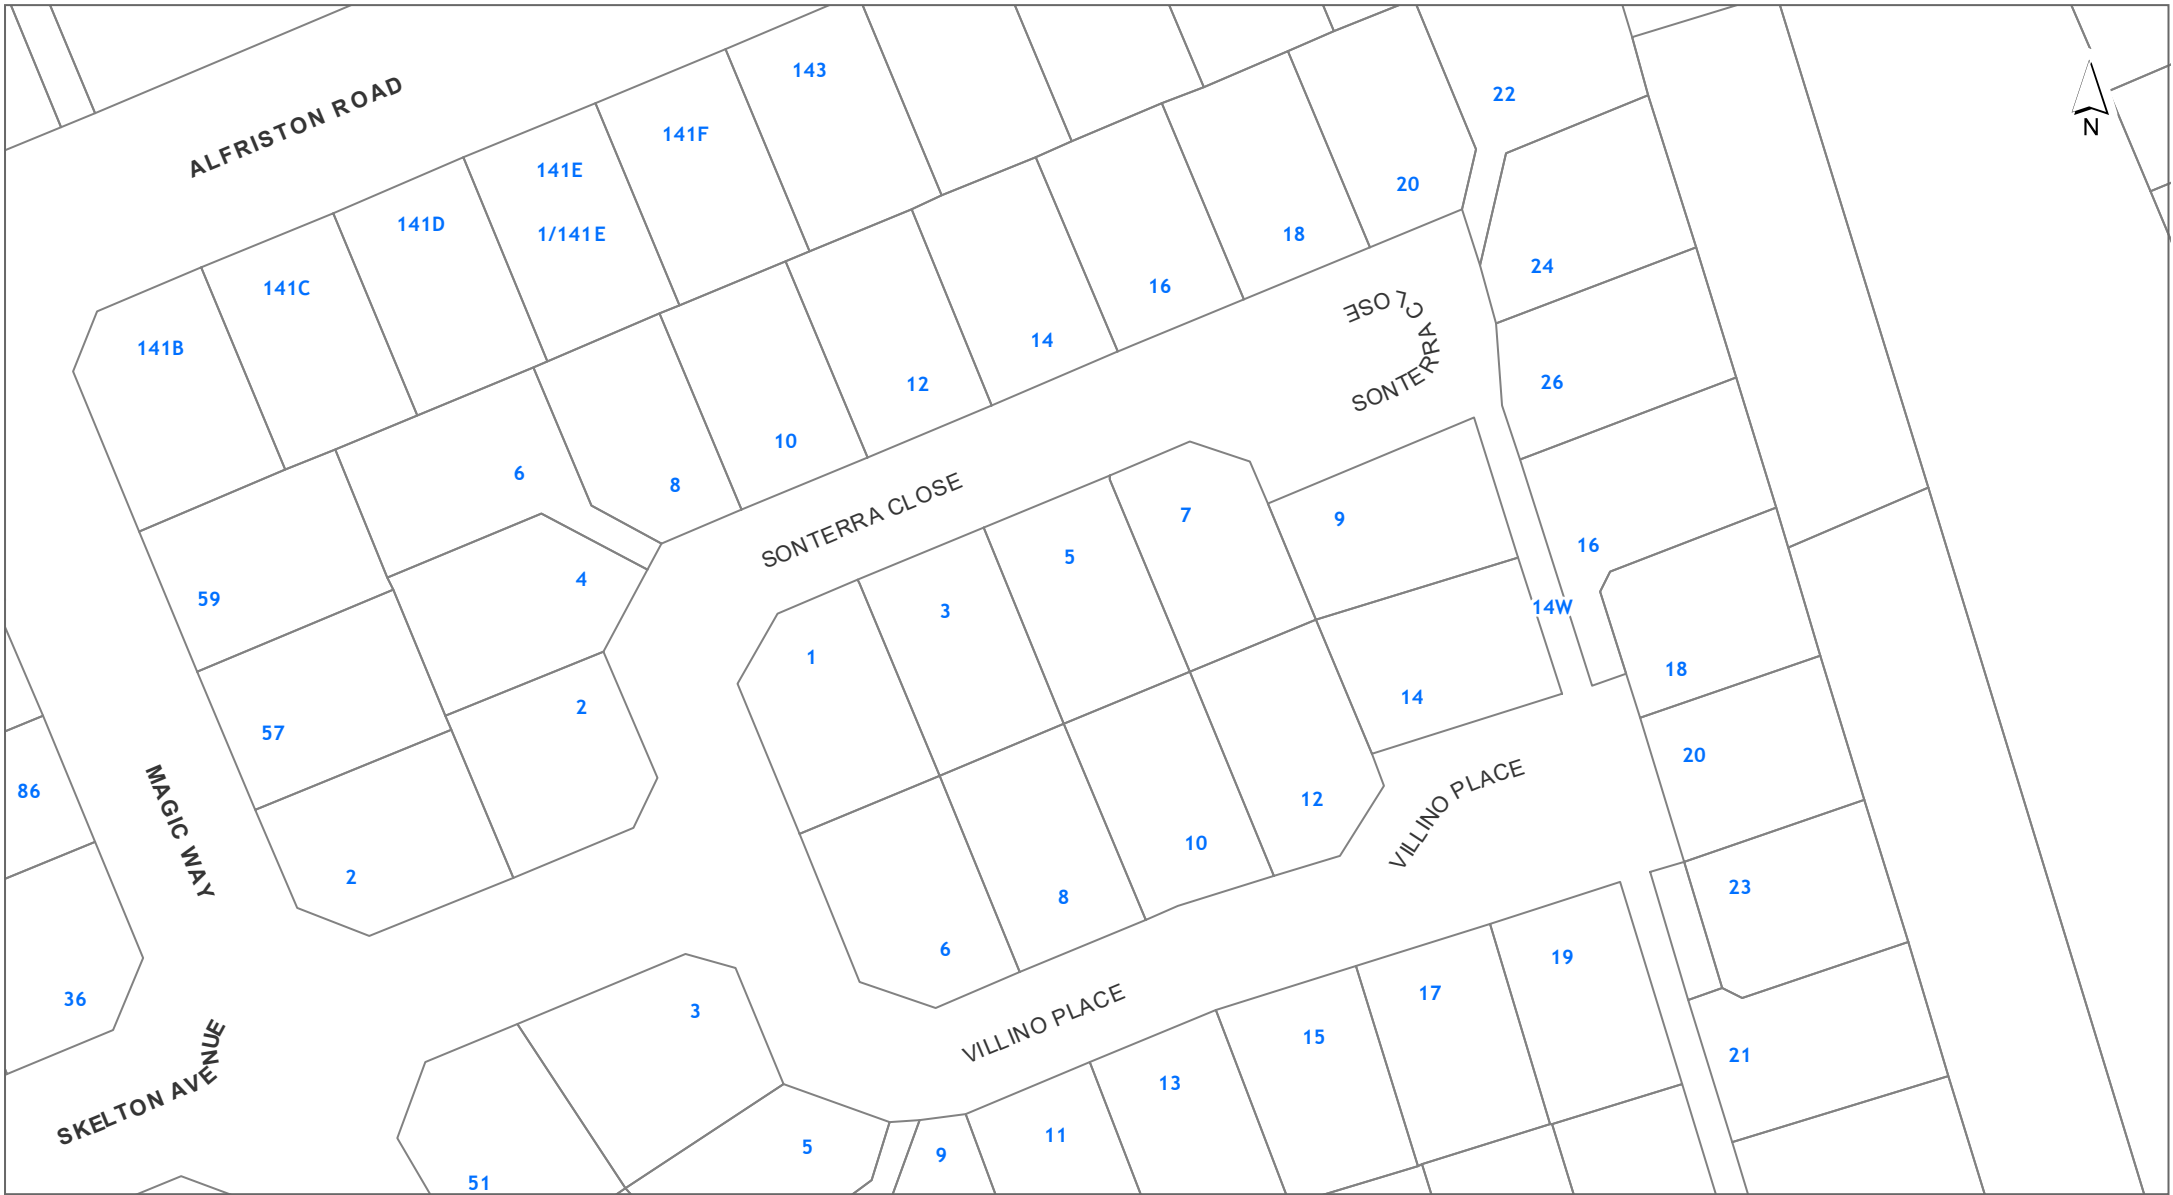 143
ALFRISTON ROAD
22
141F
N
141E
141D
20
1/141E
18
141C
24
16
SONTERRA CLOSE
14
141B
26
12
10
6
8
SONTERRA CLOSE
7
9
16
5
4
59
3
14W
1
18
14
2
57
20
VILLINO PLACE
86
12
MAGIC WAY
10
2
23
8
6
19
17
36
3
VILLINO PLACE
15
21
13
SKELTON AVENUE
11
5
9
51